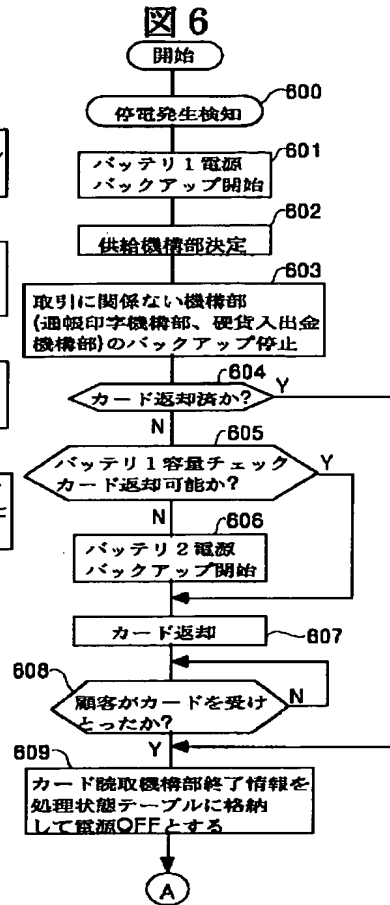 図6
開始
停電発生検知
600
バッテリ1電源
バックアップ開始
601
供給機構部決定
602
603
取引に関係ない機構部
(通帳印字機構部、硬貨入出金
機構部)のバックアップ停止
604
カード返却済か?
Y
N
605
バッテリ1容量チェック
カード返却可能か?
Y
N
606
バッテリ2電源
バックアップ開始
カード返却
607
608
顧客がカードを受け
とったか?
N
Y
609
カード読取機構部終了情報を
処理状態テーブルに格納
して電源OFFとする
A